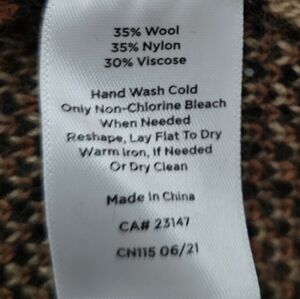 35% Wool
35% Nylon
30% Viscose
Hand Wash Cold
Only Non-Chlorine Bleach
When Needed
Reshape, Lay Flat To Dry
Warm Iron, If Needed
Or Dry Clean
Made In China
CA# 23147
CN115 06/21